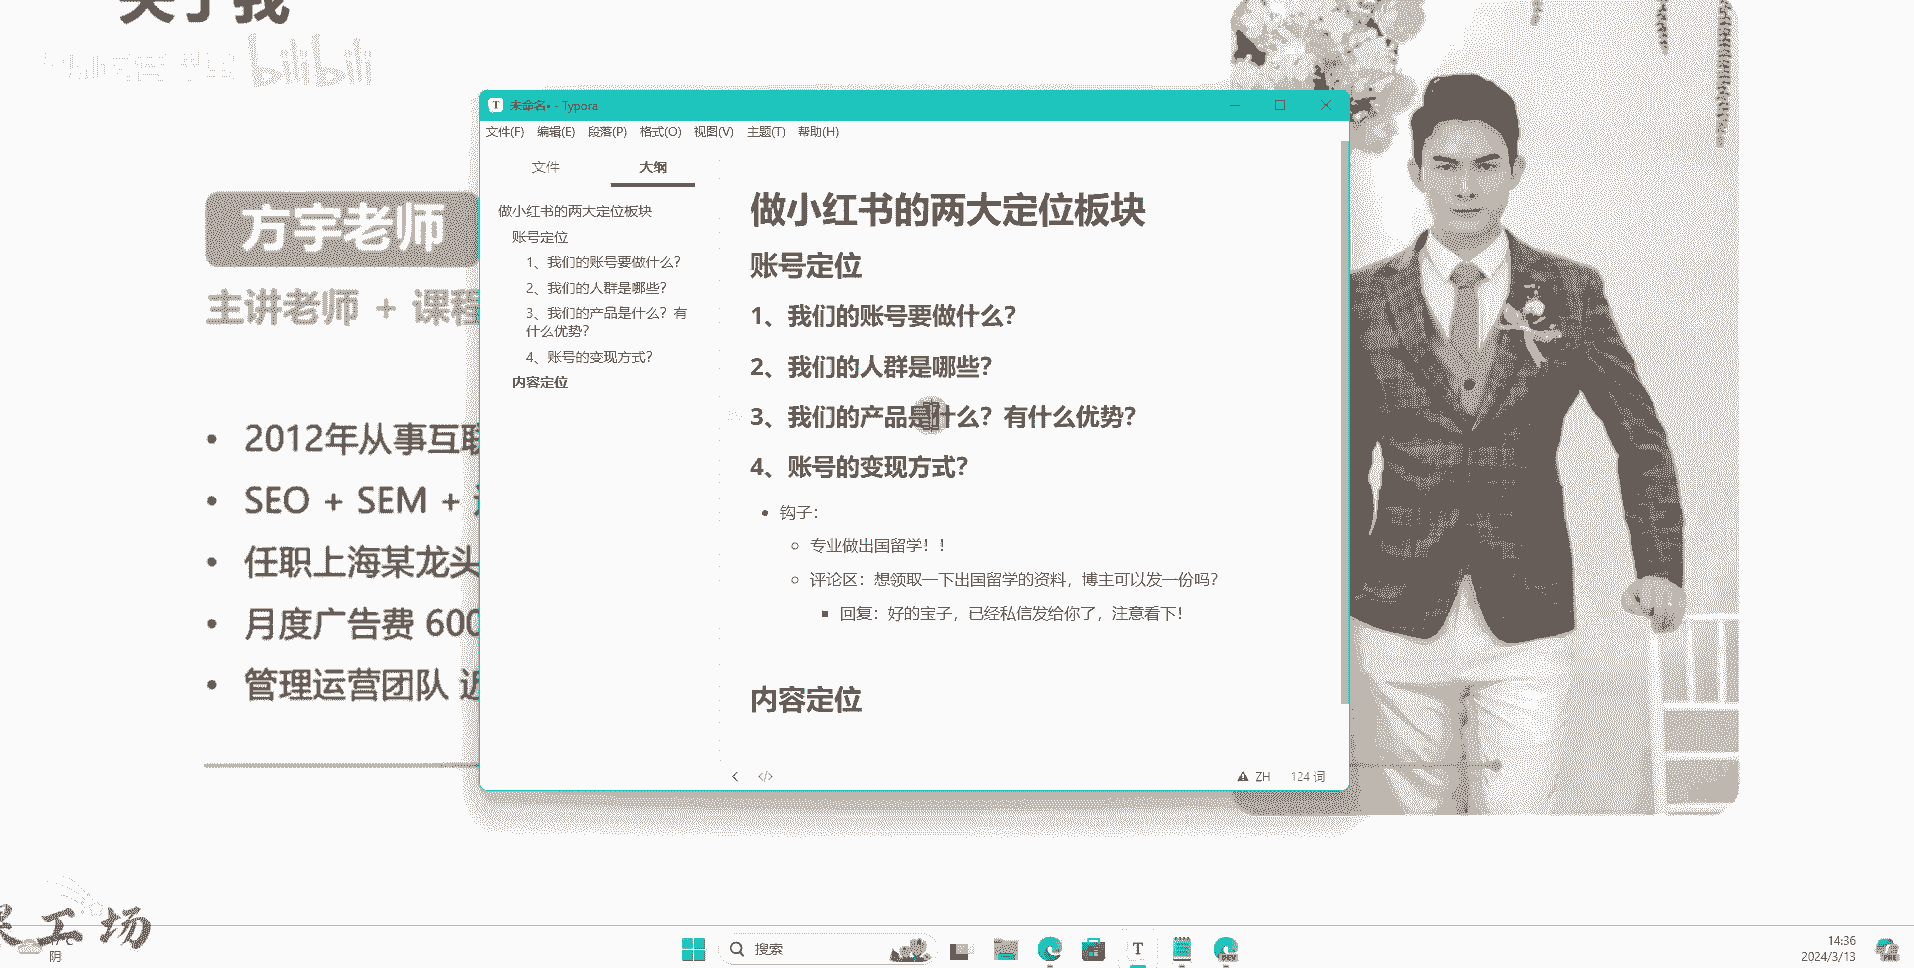 关于我
bilibili
方宇老师
主讲老师 + 课程
2012年从事互联
SEO + SEM +
任职上海某龙头
月度广告费 600
管理运营团队 近
未命名• - Typora
文件(F) 编辑(E) 段落(P) 格式(O) 视图(V) 主题(T) 帮助(H)
文件 大纲
做小红书的两大定位板块
账号定位
1、我们的账号要做什么？
2、我们的人群是哪些？
3、我们的产品是什么？有
什么优势？
4、账号的变现方式？
内容定位
做小红书的两大定位板块
账号定位
1、我们的账号要做什么？
2、我们的人群是哪些？
3、我们的产品是什么？有什么优势？
4、账号的变现方式？
钩子：
专业做出国留学！！
评论区：想领取一下出国留学的资料，博主可以发一份吗？
回复：好的宝子，已经私信发给你了，注意看下！
内容定位
ZH 124 词
工场
阴
搜索
14:36
2024/3/13